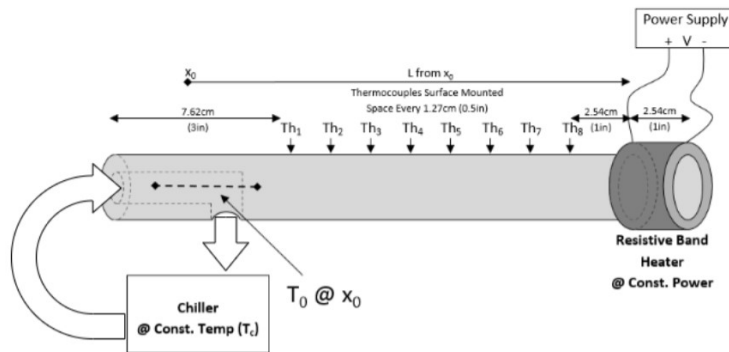 Power Supply
+ V -
x₀
L from x₀
Thermocouples Surface Mounted
Space Every 1.27cm (0.5in)
7.62cm
(3in)
2.54cm
(1in)
2.54cm
(1in)
Th₁ Th₂ Th₃ Th₄ Th₅ Th₆ Th₇ Th₈
Resistive Band
Heater
@ Const. Power
T₀ @ x₀
Chiller
@ Const. Temp (T꜀)